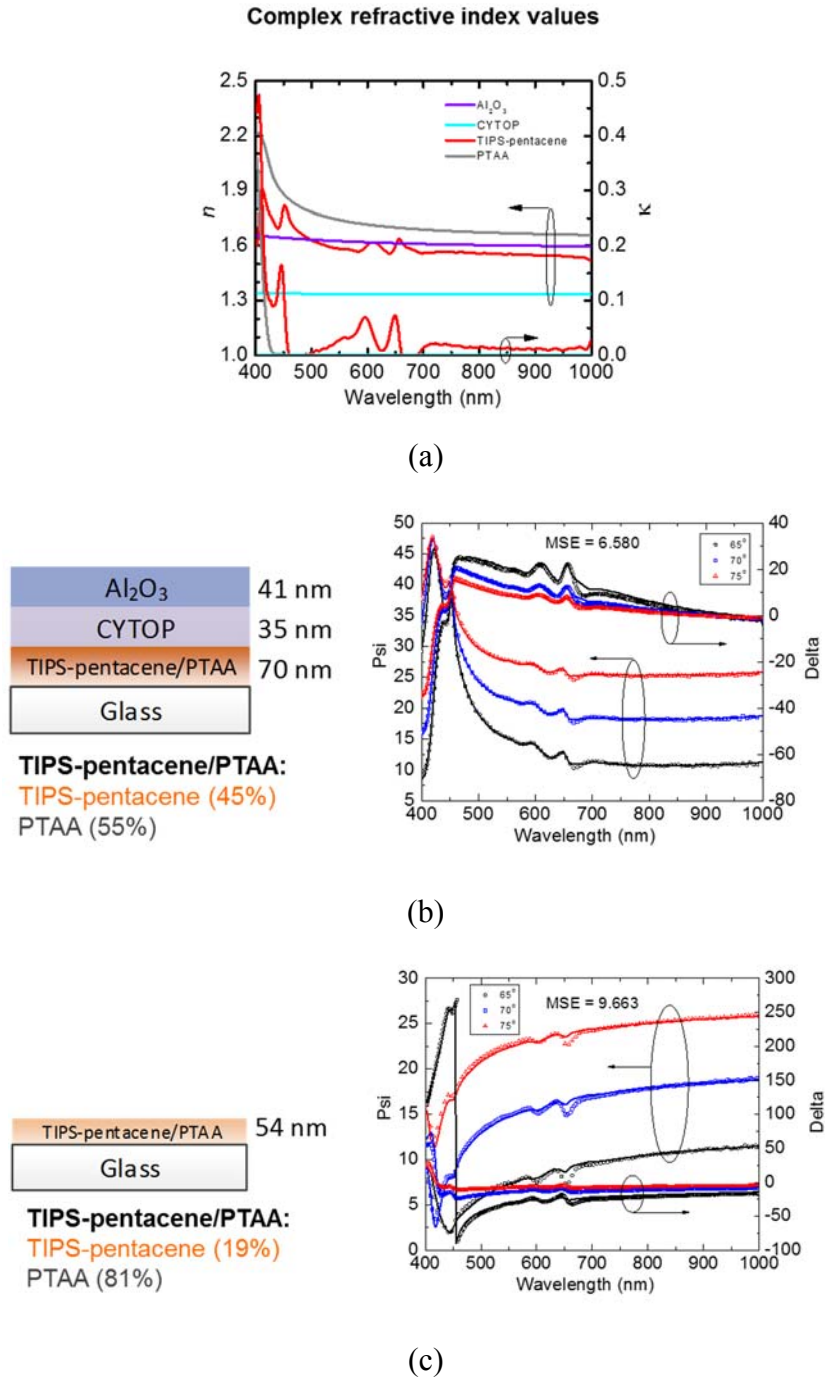 Complex refractive index values
2.5
2.2
1.9
1.6
1.3
1.0
n
0.5
0.4
0.3
0.2
0.1
0.0
κ
Al₂O₃
CYTOP
TIPS-pentacene
PTAA
400 500 600 700 800 900 1000
Wavelength (nm)
(a)
Al₂O₃ 41 nm
CYTOP 35 nm
TIPS-pentacene/PTAA 70 nm
Glass
TIPS-pentacene/PTAA:
TIPS-pentacene (45%)
PTAA (55%)
50
45
40
35
30
25
20
15
10
5
Psi
MSE = 6.580
65°
70°
75°
40
20
0
-20
-40
-60
-80
Delta
400 500 600 700 800 900 1000
Wavelength (nm)
(b)
TIPS-pentacene/PTAA 54 nm
Glass
TIPS-pentacene/PTAA:
TIPS-pentacene (19%)
PTAA (81%)
30
25
20
15
10
5
0
Psi
65°
70°
75°
MSE = 9.663
300
250
200
150
100
50
0
-50
-100
Delta
400 500 600 700 800 900 1000
Wavelength (nm)
(c)